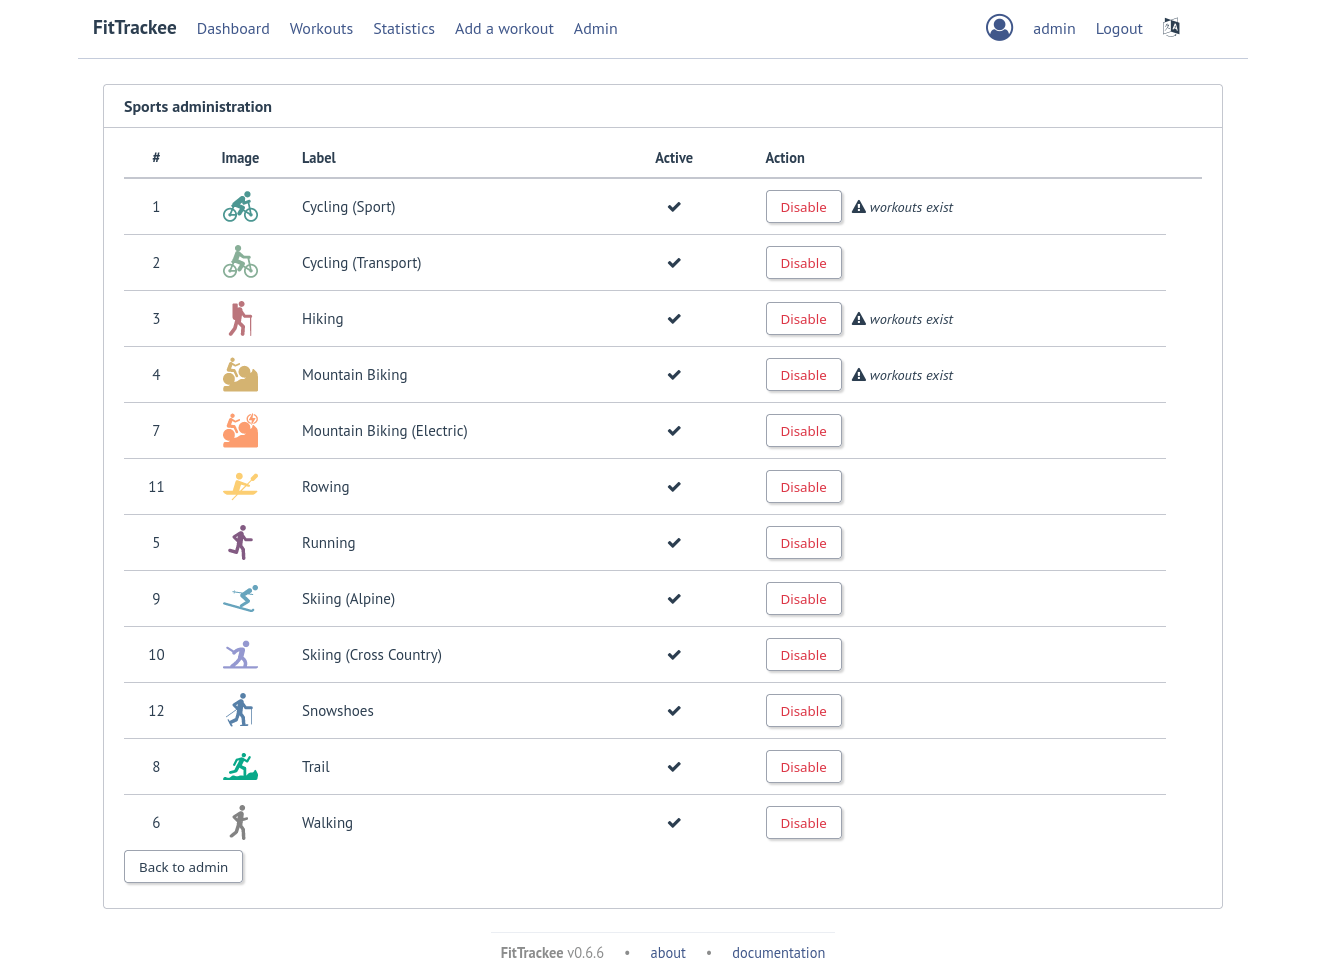 FitTrackee Dashboard Workouts Statistics Add a workout Admin admin Logout
Sports administration
# Image Label Active Action
1 Cycling (Sport) Disable workouts exist
2 Cycling (Transport) Disable
3 Hiking Disable workouts exist
4 Mountain Biking Disable workouts exist
7 Mountain Biking (Electric) Disable
11 Rowing Disable
5 Running Disable
9 Skiing (Alpine) Disable
10 Skiing (Cross Country) Disable
12 Snowshoes Disable
8 Trail Disable
6 Walking Disable
Back to admin
FitTrackee v0.6.6 • about • documentation